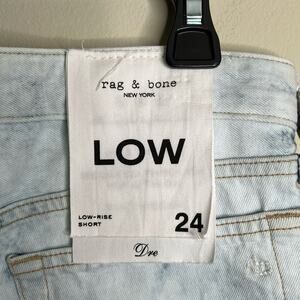 rag & bone
NEW YORK
LOW
LOW-RISE
SHORT
24
Dre